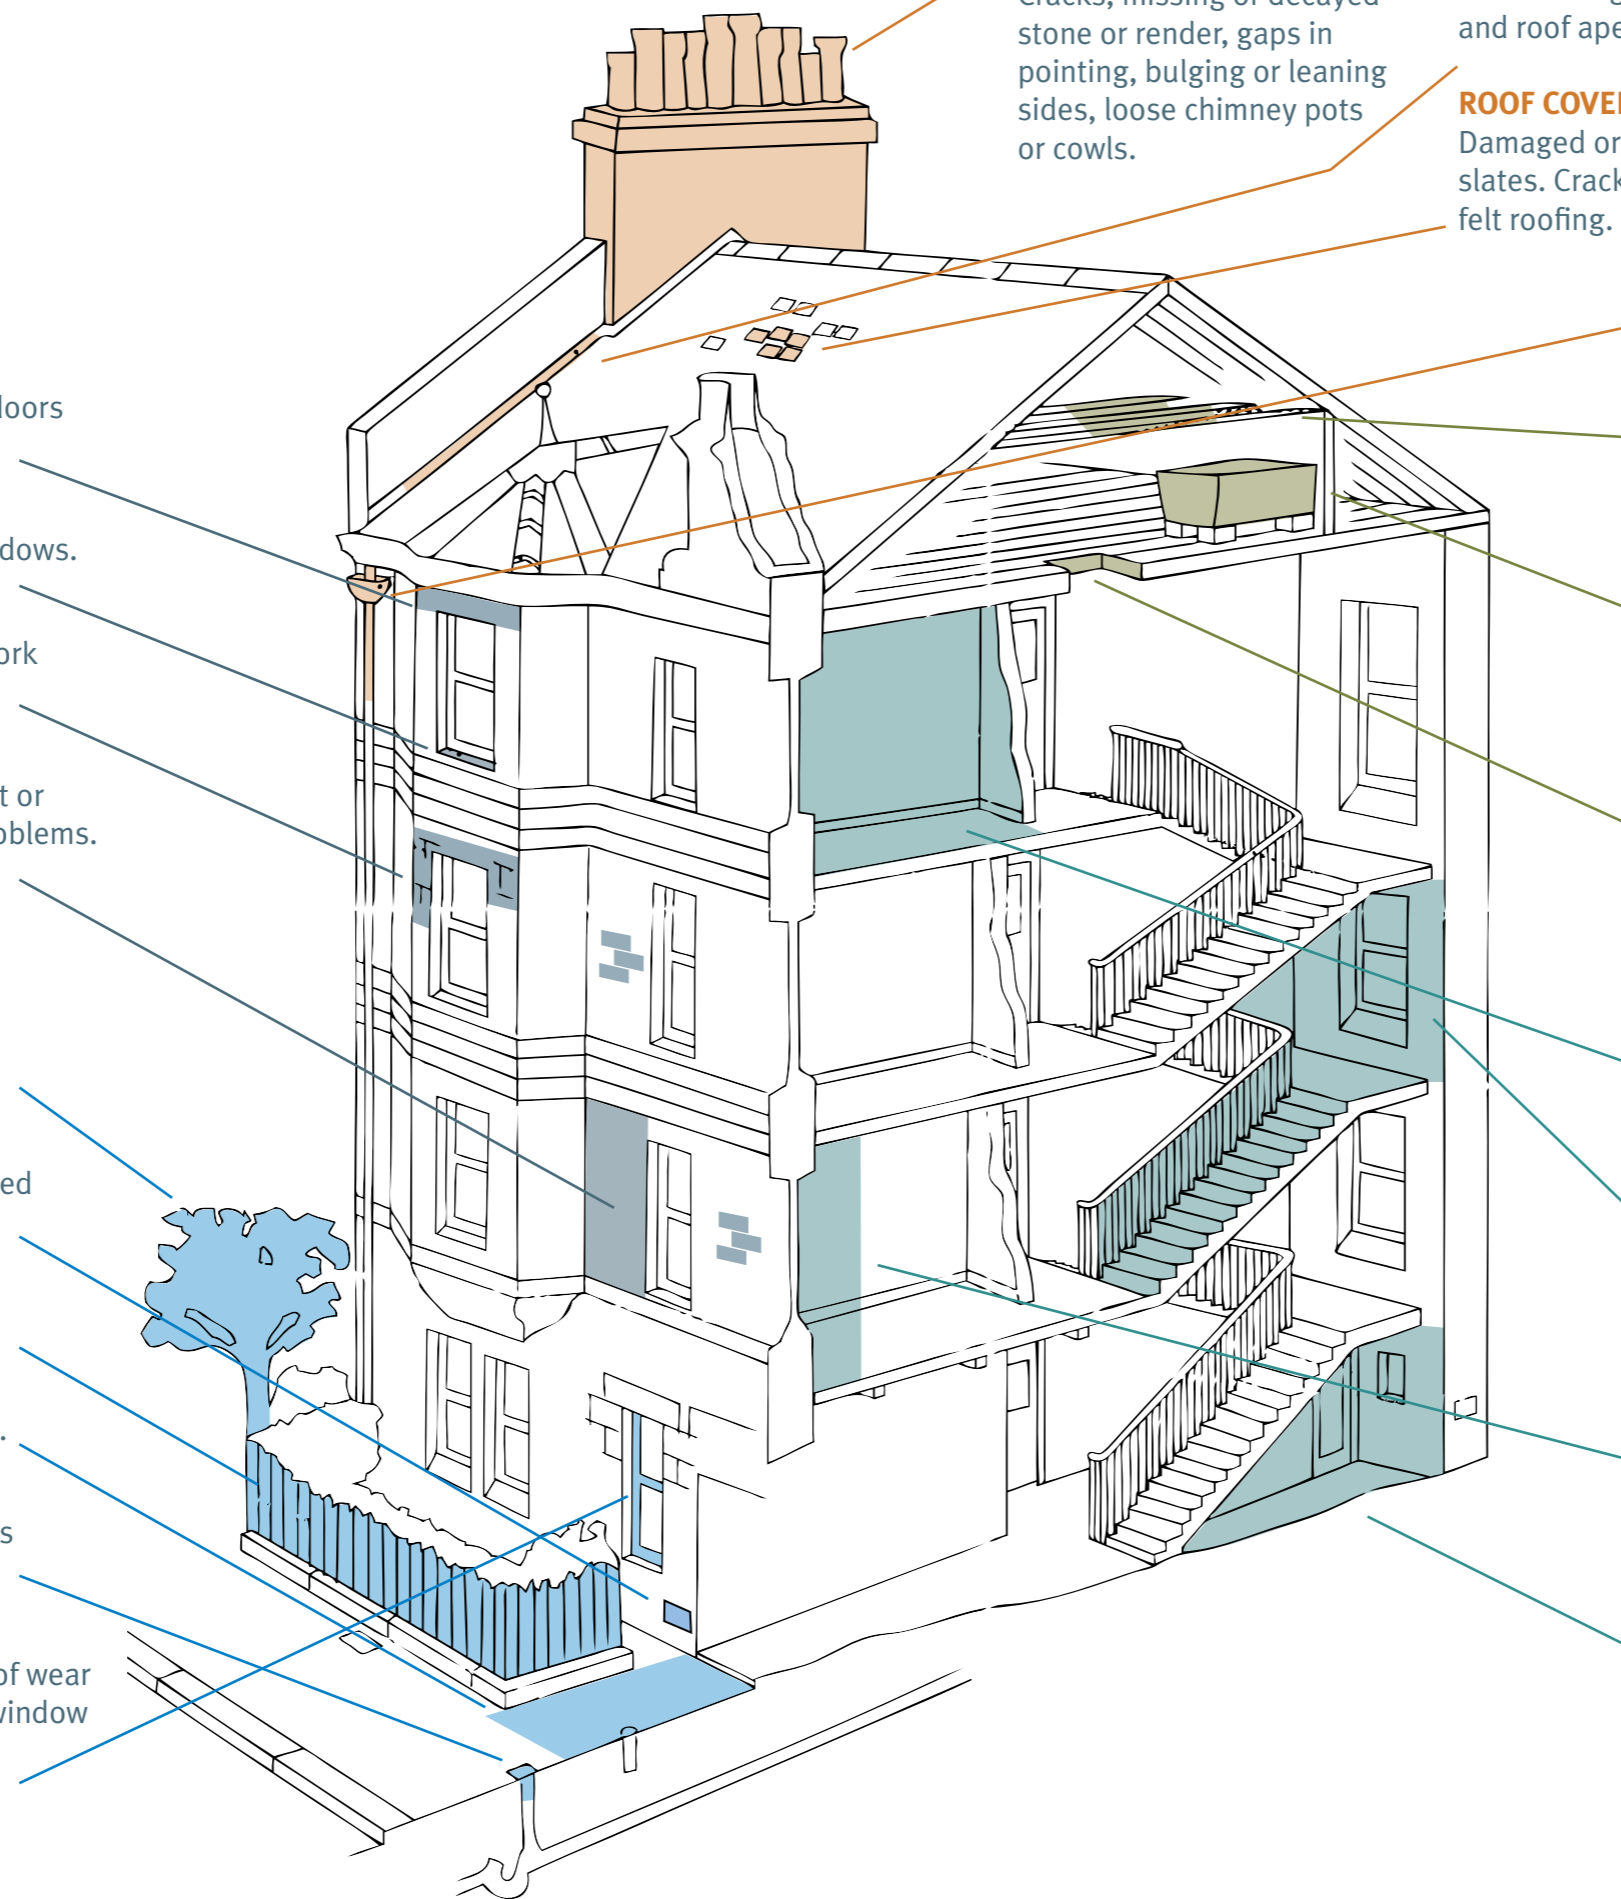 stone or render, gaps in
pointing, bulging or leaning
sides, loose chimney pots
or cowls.
and roof ape
ROOF COVE
Damaged or
slates. Crack
felt roofing.
loors
dows.
ork
t or
oblems.
ed
.
s
of wear
window